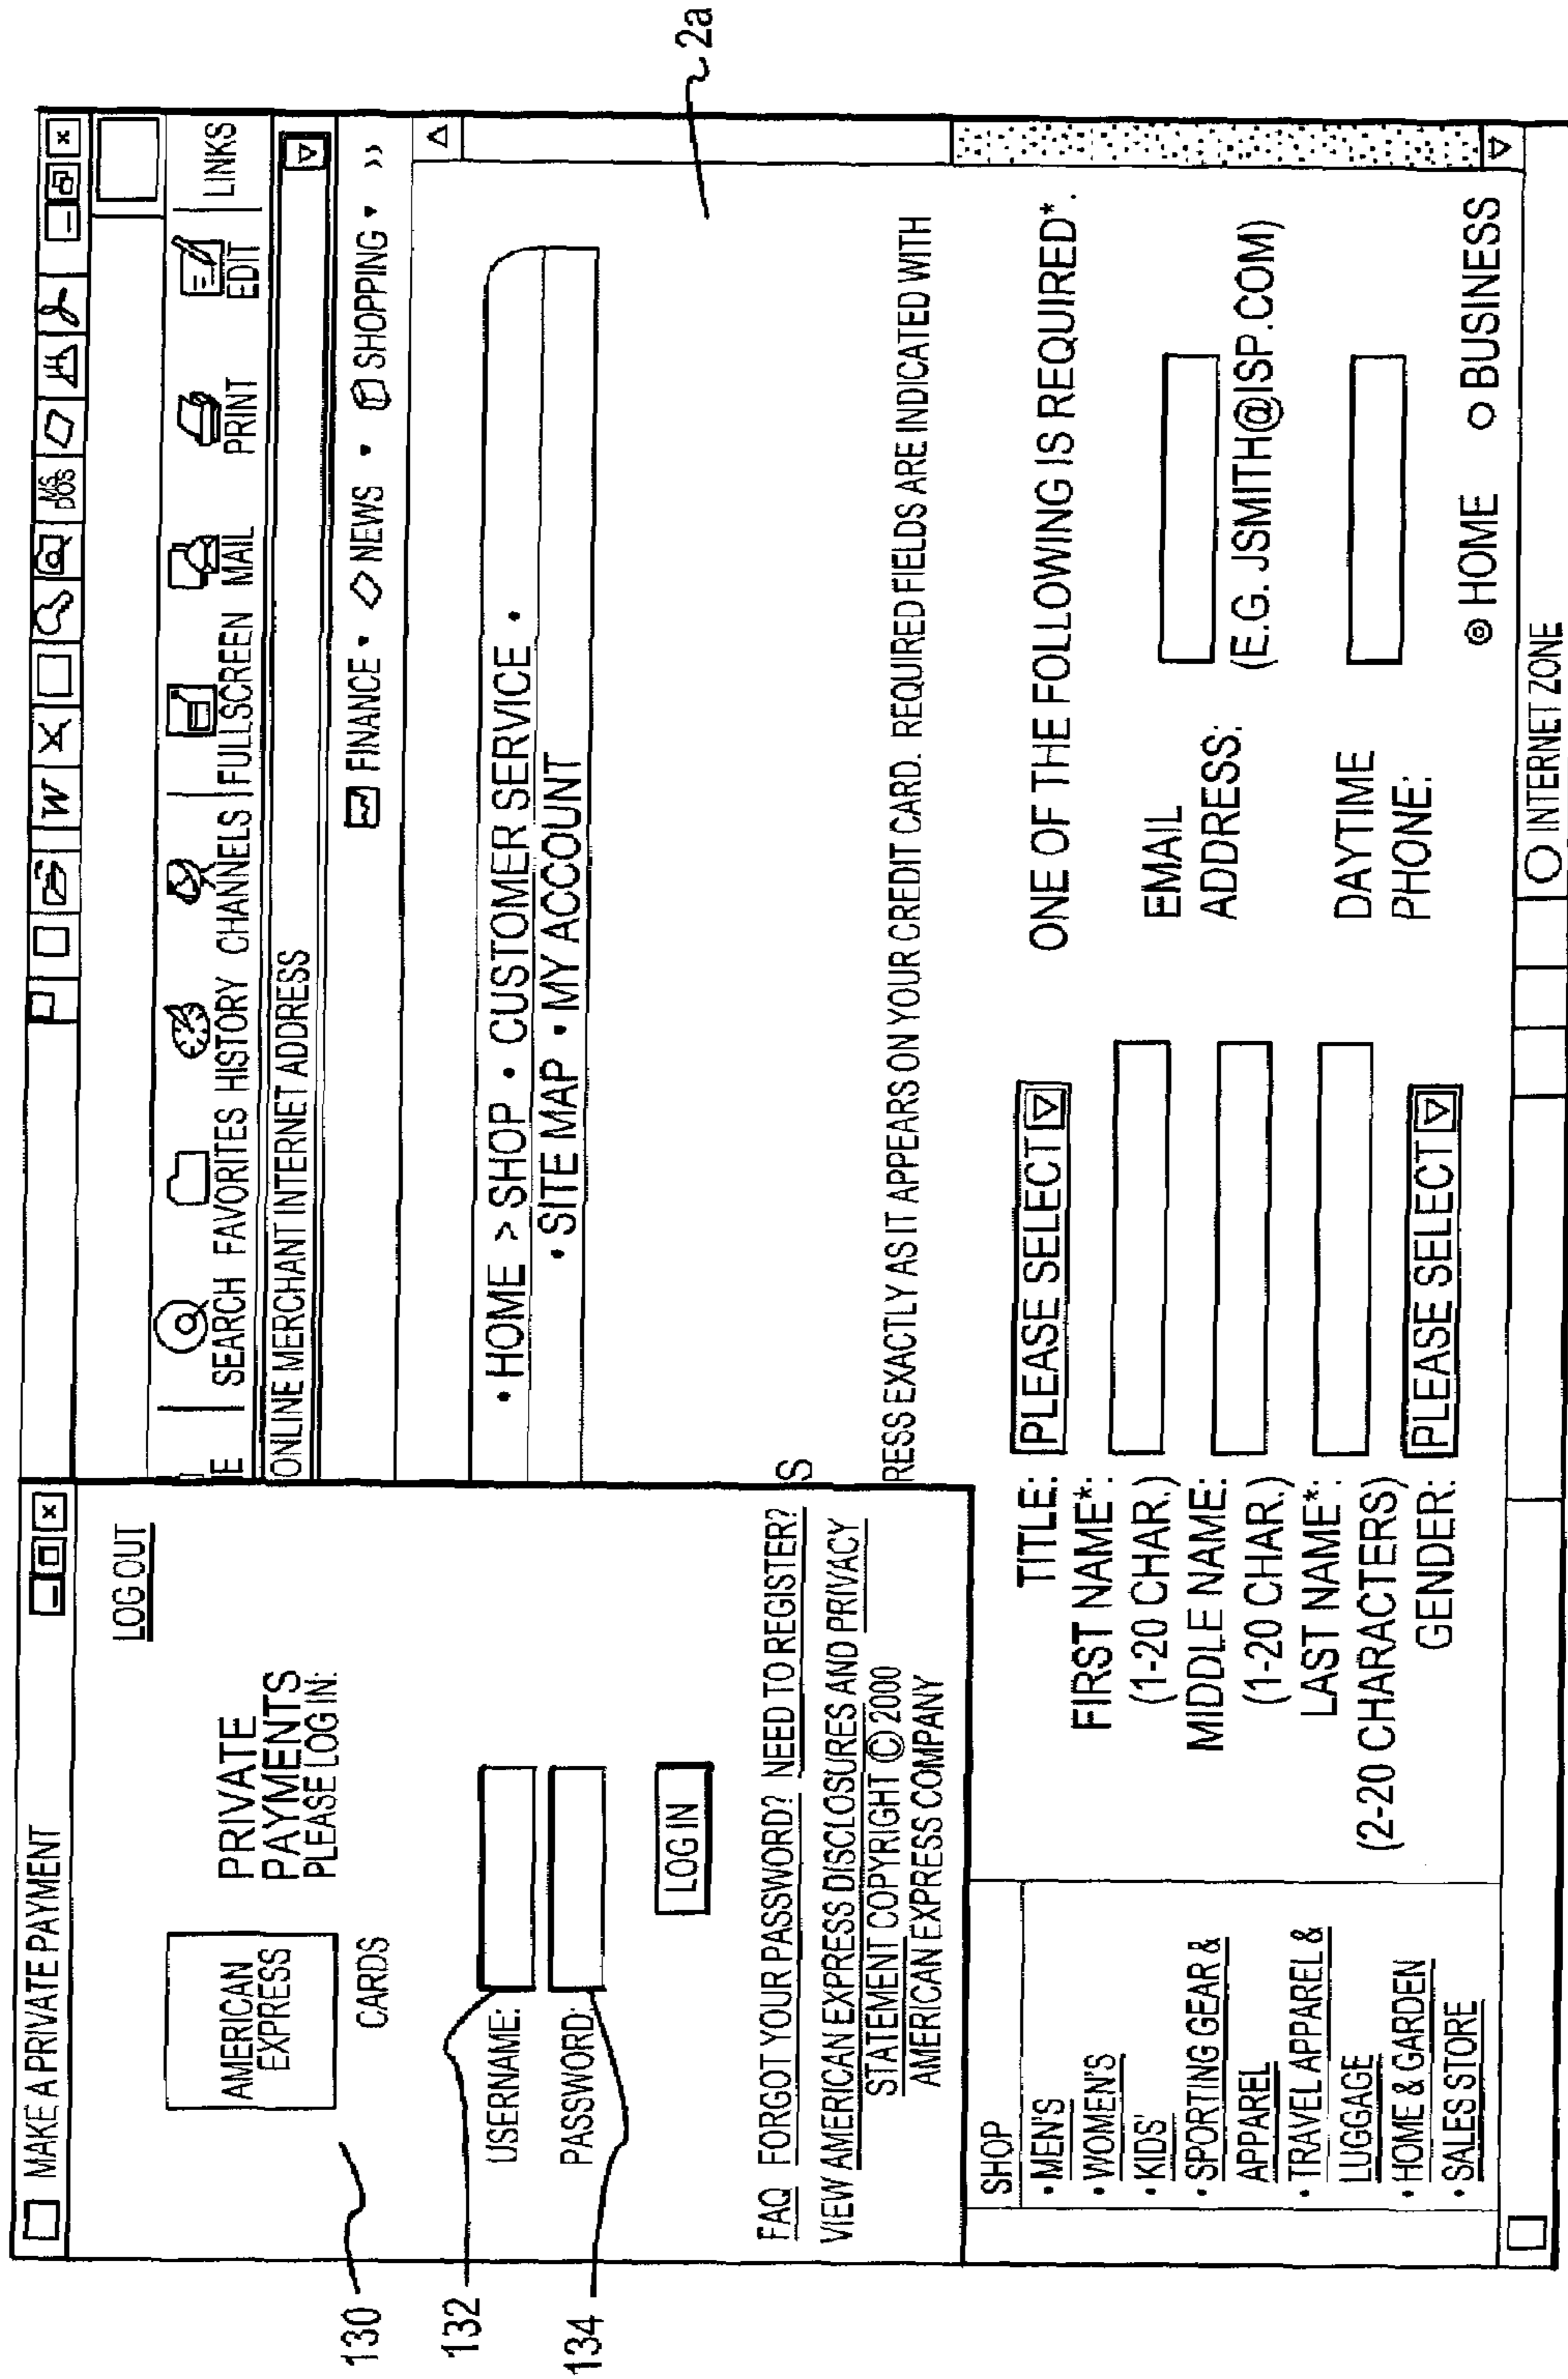 MAKE A PRIVATE PAYMENT
LOG OUT
AMERICAN
EXPRESS
CARDS
PRIVATE
PAYMENTS
PLEASE LOG IN:
130
132
134
USERNAME:
PASSWORD:
LOG IN
FAQ FORGOT YOUR PASSWORD? NEED TO REGISTER?
VIEW AMERICAN EXPRESS DISCLOSURES AND PRIVACY
STATEMENT COPYRIGHT © 2000
AMERICAN EXPRESS COMPANY
W
MS
DOS
SEARCH FAVORITES HISTORY CHANNELS FULLSCREEN MAIL PRINT EDIT LINKS
ONLINE MERCHANT INTERNET ADDRESS
FINANCE • NEWS • SHOPPING • >>
• HOME > SHOP • CUSTOMER SERVICE •
• SITE MAP • MY ACCOUNT
2a
S
RESS EXACTLY AS IT APPEARS ON YOUR CREDIT CARD. REQUIRED FIELDS ARE INDICATED WITH
SHOP
• MEN'S
• WOMEN'S
• KIDS'
• SPORTING GEAR &
APPAREL
• TRAVEL APPAREL &
LUGGAGE
• HOME & GARDEN
• SALES STORE
TITLE: PLEASE SELECT
FIRST NAME*:
(1-20 CHAR.)
MIDDLE NAME:
(1-20 CHAR.)
LAST NAME*:
(2-20 CHARACTERS)
GENDER: PLEASE SELECT
ONE OF THE FOLLOWING IS REQUIRED*.
EMAIL
ADDRESS:
(E.G. JSMITH@ISP.COM)
DAYTIME
PHONE:
HOME BUSINESS
INTERNET ZONE